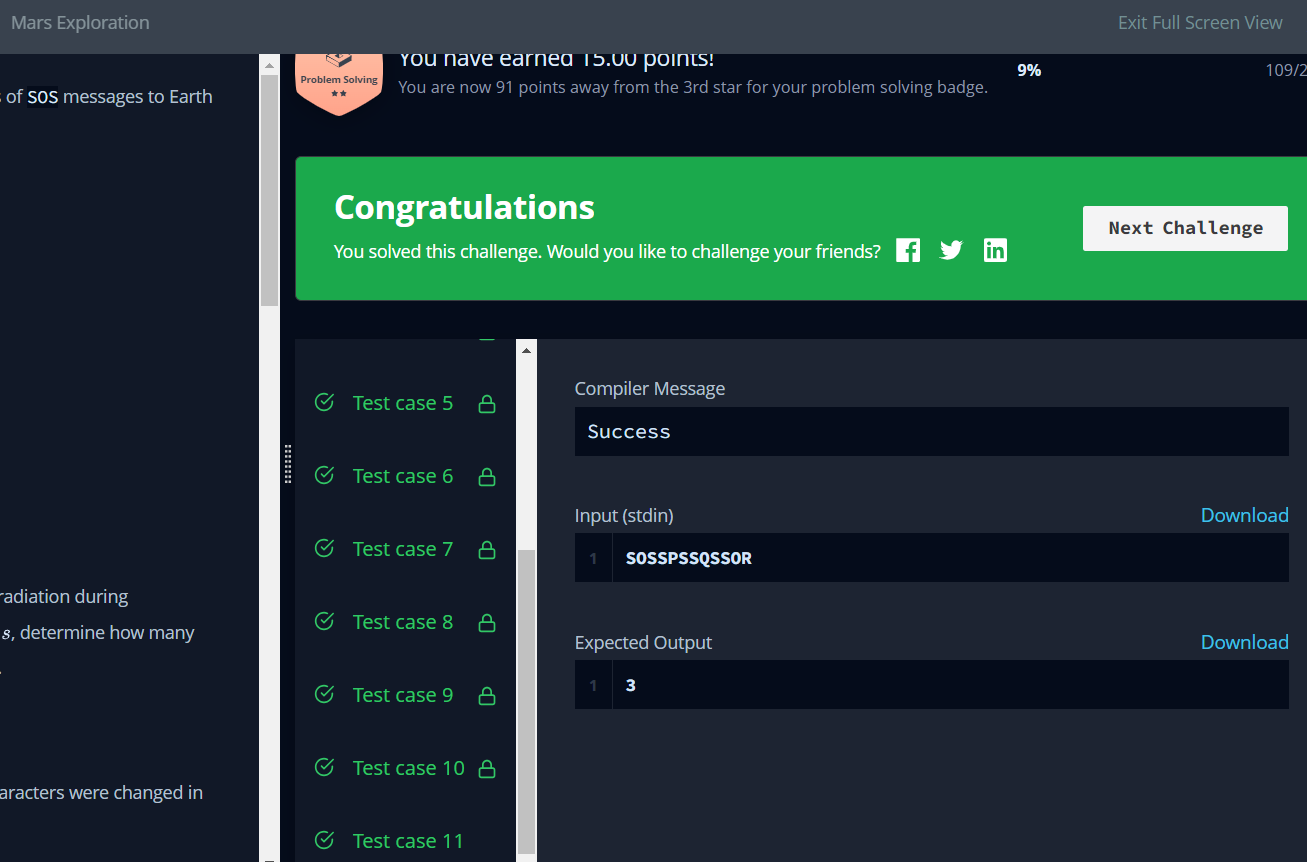 Mars Exploration
Exit Full Screen View
of SOS messages to Earth
radiation during
s, determine how many
aracters were changed in
Problem Solving
You have earned 15.00 points!
You are now 91 points away from the 3rd star for your problem solving badge.
9%
109/2
Congratulations
You solved this challenge. Would you like to challenge your friends?
Next Challenge
Test case 5
Test case 6
Test case 7
Test case 8
Test case 9
Test case 10
Test case 11
Compiler Message
Success
Input (stdin)
Download
1 SOSSPSSQSSOR
Expected Output
Download
1 3